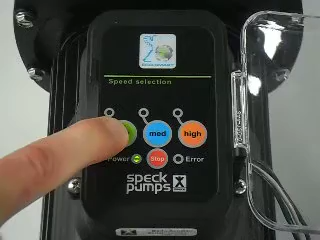 Speed selection
med
high
Power
Stop
Error
speck
pumps